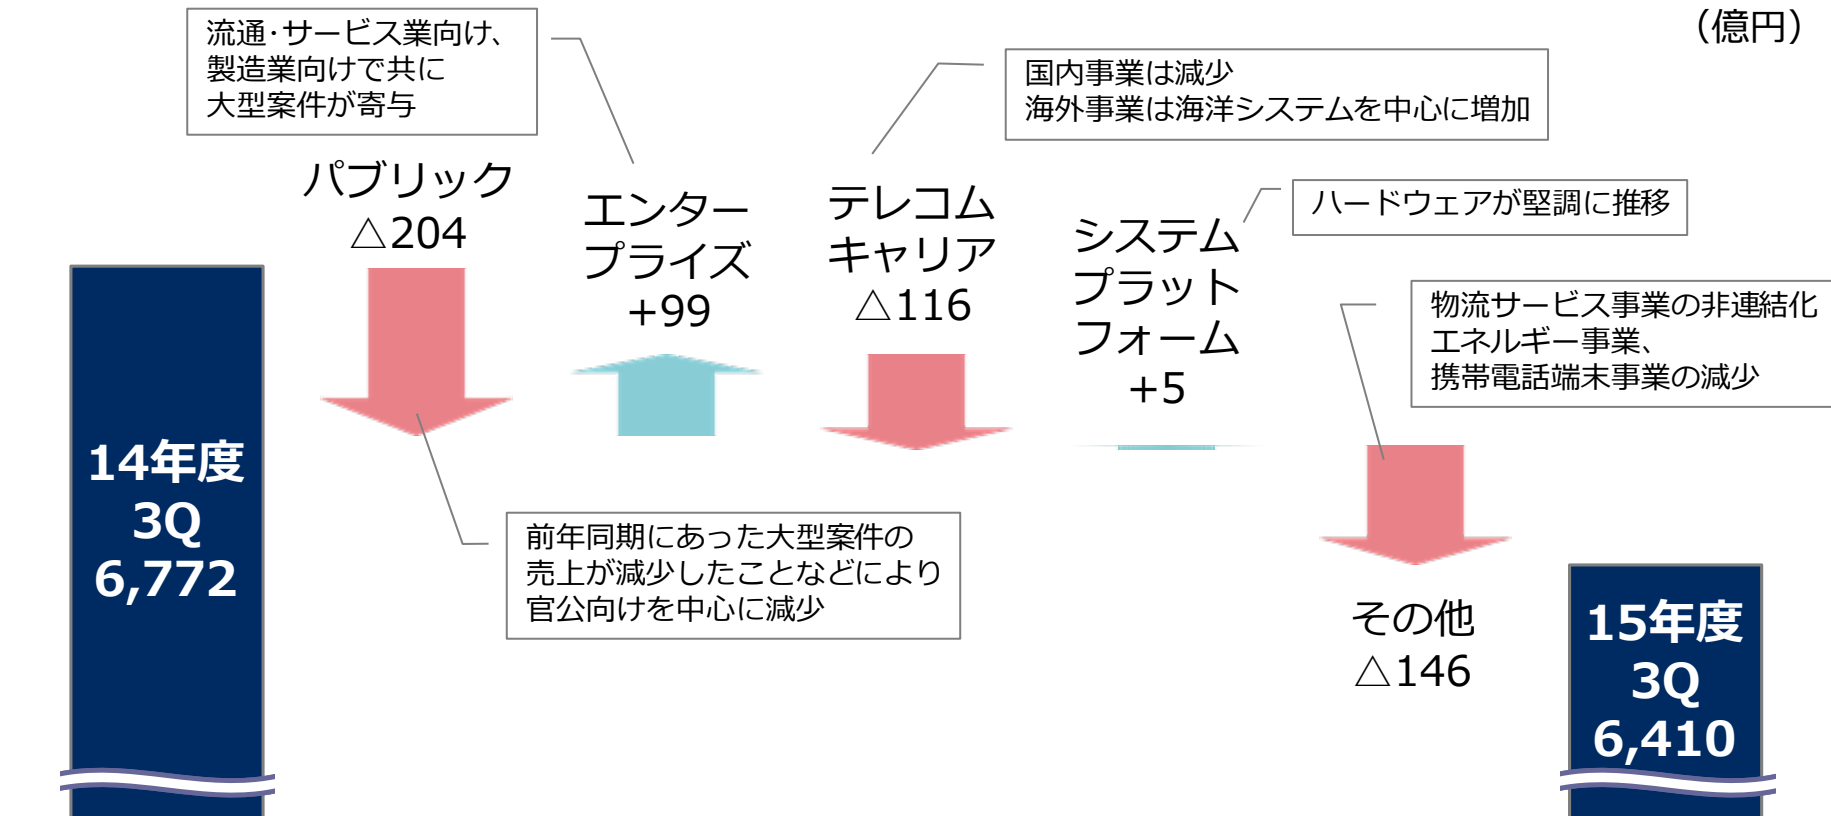 （億円）
流通･サービス業向け、
製造業向けで共に
大型案件が寄与
国内事業は減少
海外事業は海洋システムを中心に増加
パブリック
△204
エンター
プライズ
+99
テレコム
キャリア
△116
システム
プラット
フォーム
+5
ハードウェアが堅調に推移
物流サービス事業の非連結化
エネルギー事業、
携帯電話端末事業の減少
14年度
3Q
6,772
前年同期にあった大型案件の
売上が減少したことなどにより
官公向けを中心に減少
その他
△146
15年度
3Q
6,410